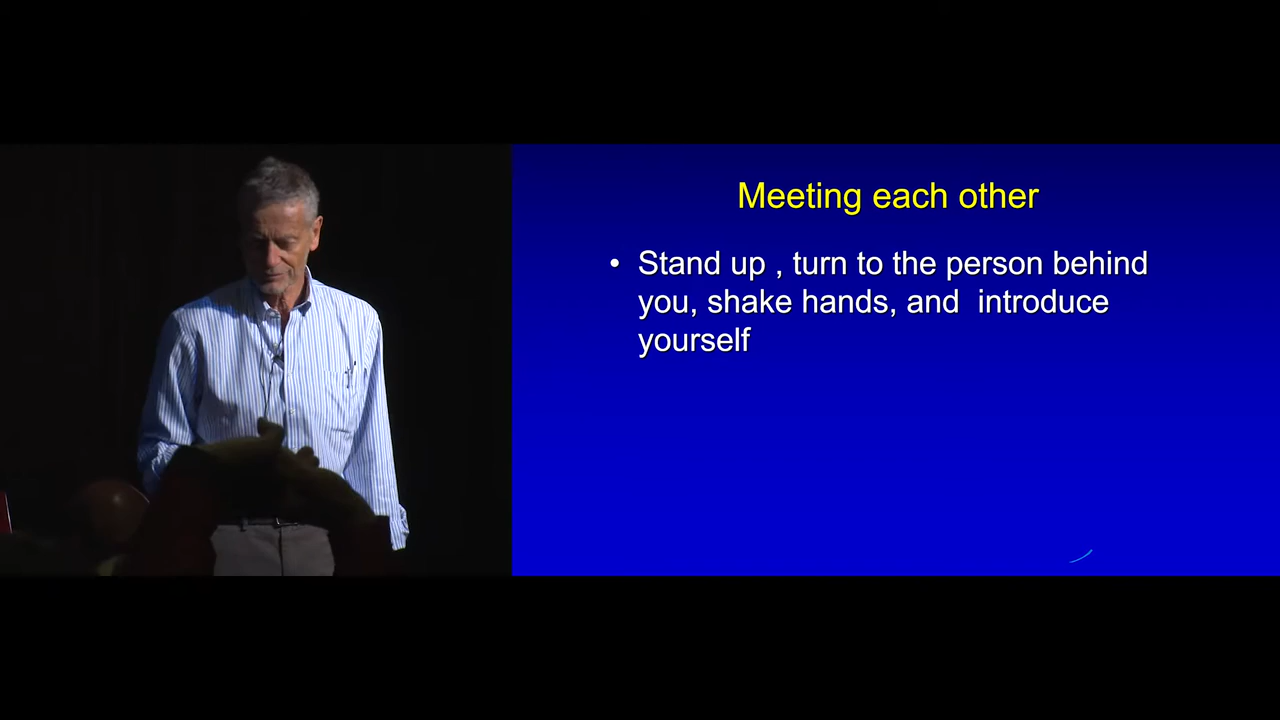 Meeting each other
• Stand up , turn to the person behind
you, shake hands, and  introduce
yourself